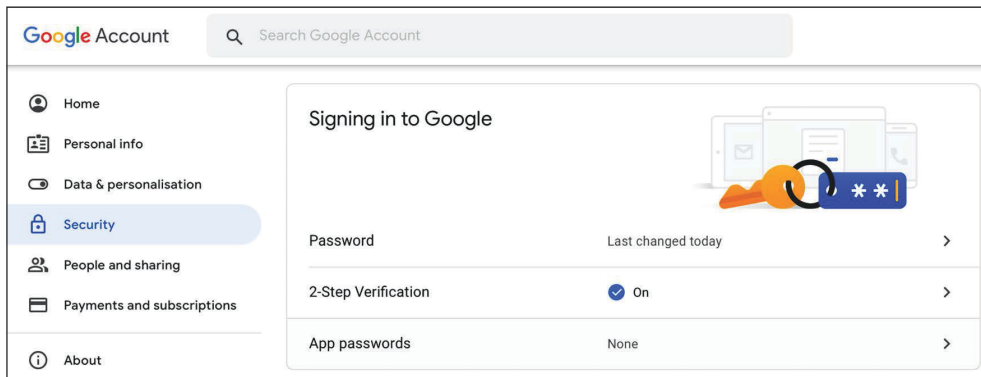 Google Account
Search Google Account
Home
Personal info
Data & personalisation
Security
People and sharing
Payments and subscriptions
About
Signing in to Google
**
Password Last changed today
2-Step Verification On
App passwords None